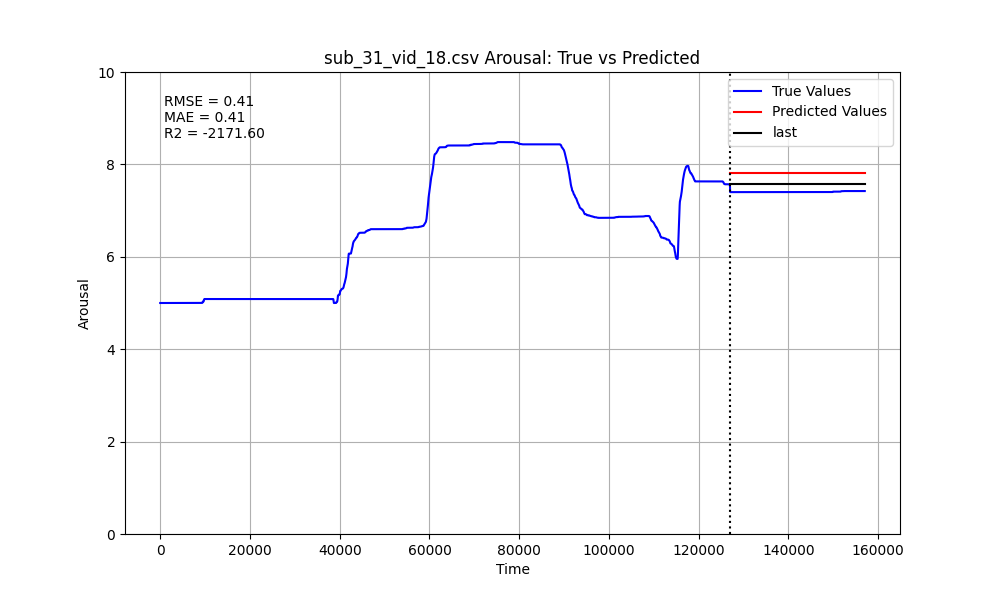 sub_31_vid_18.csv Arousal: True vs Predicted
10
8
6
4
2
0
Arousal
RMSE = 0.41
MAE = 0.41
R2 = -2171.60
True Values
Predicted Values
last
0
20000
40000
60000
80000
100000
120000
140000
160000
Time